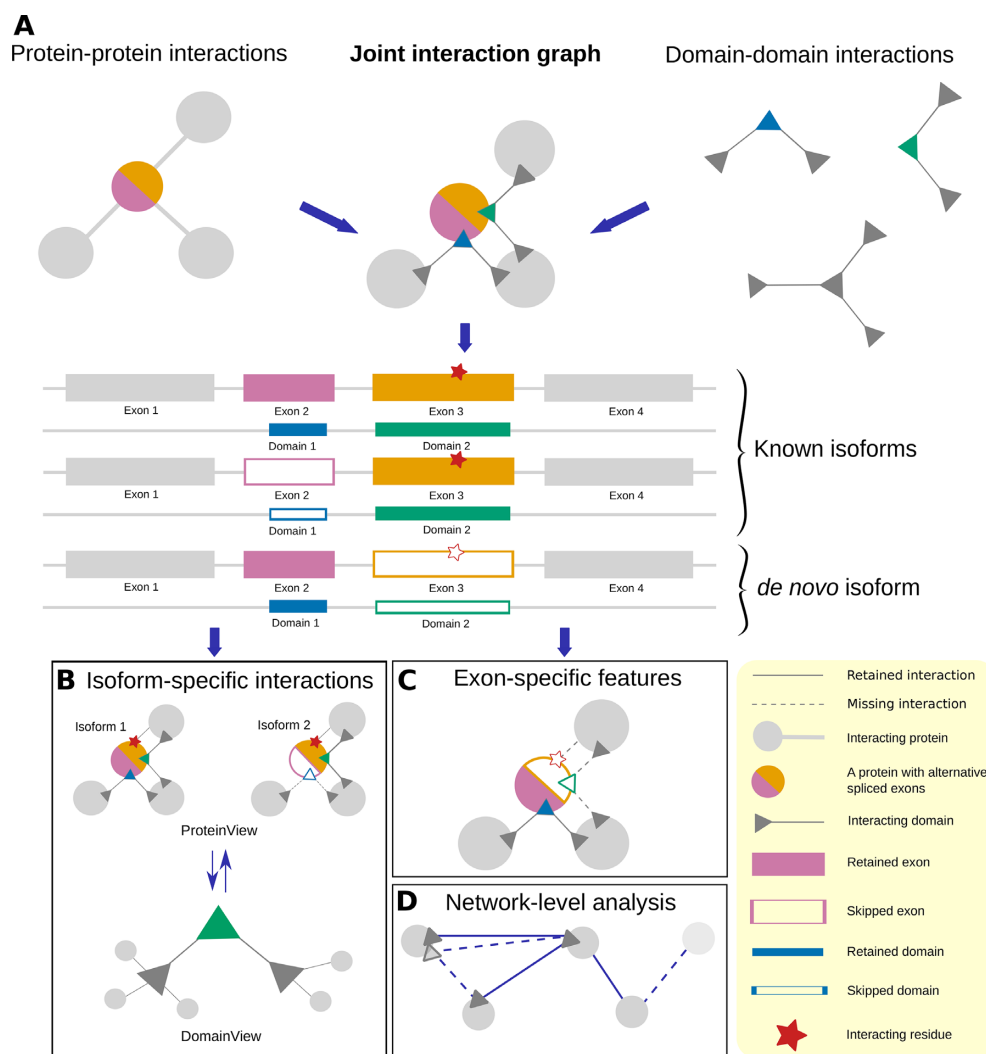 A
Protein-protein interactions
Joint interaction graph
Domain-domain interactions
Exon 1
Exon 2
Exon 3
Exon 4
Domain 1
Domain 2
Exon 1
Exon 2
Exon 3
Exon 4
Domain 1
Domain 2
Known isoforms
Exon 1
Exon 2
Exon 3
Exon 4
Domain 1
Domain 2
de novo isoform
B Isoform-specific interactions
Isoform 1
Isoform 2
ProteinView
DomainView
C Exon-specific features
D Network-level analysis
Retained interaction
Missing interaction
Interacting protein
A protein with alternative
spliced exons
Interacting domain
Retained exon
Skipped exon
Retained domain
Skipped domain
Interacting residue